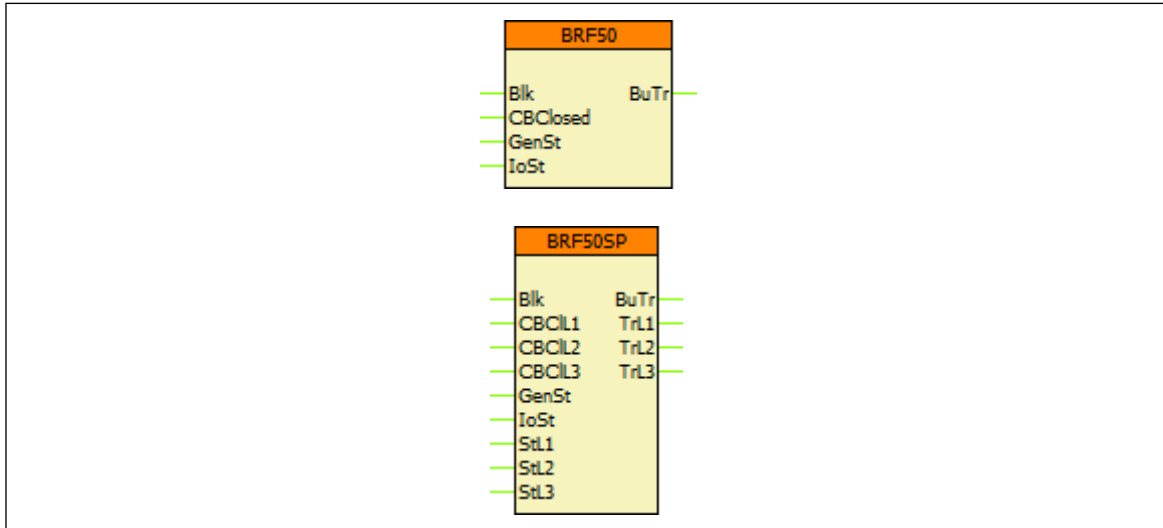 BRF50
Blk BuTr
CBClosed
GenSt
IoSt
BRF50SP
Blk BuTr
CBClL1 TrL1
CBClL2 TrL2
CBClL3 TrL3
GenSt
IoSt
StL1
StL2
StL3